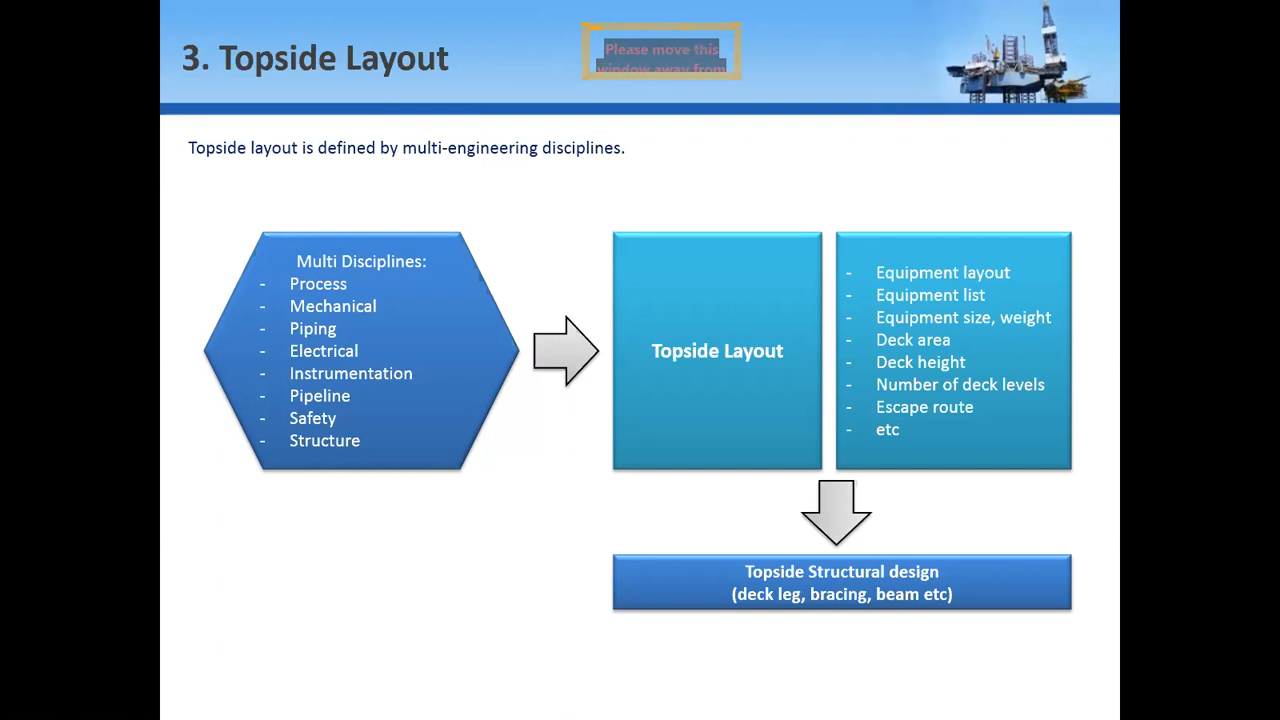 3. Topside Layout
Please move this
window away from
Topside layout is defined by multi-engineering disciplines.
Multi Disciplines:
- Process
- Mechanical
- Piping
- Electrical
- Instrumentation
- Pipeline
- Safety
- Structure
Topside Layout
- Equipment layout
- Equipment list
- Equipment size, weight
- Deck area
- Deck height
- Number of deck levels
- Escape route
- etc
Topside Structural design
(deck leg, bracing, beam etc)